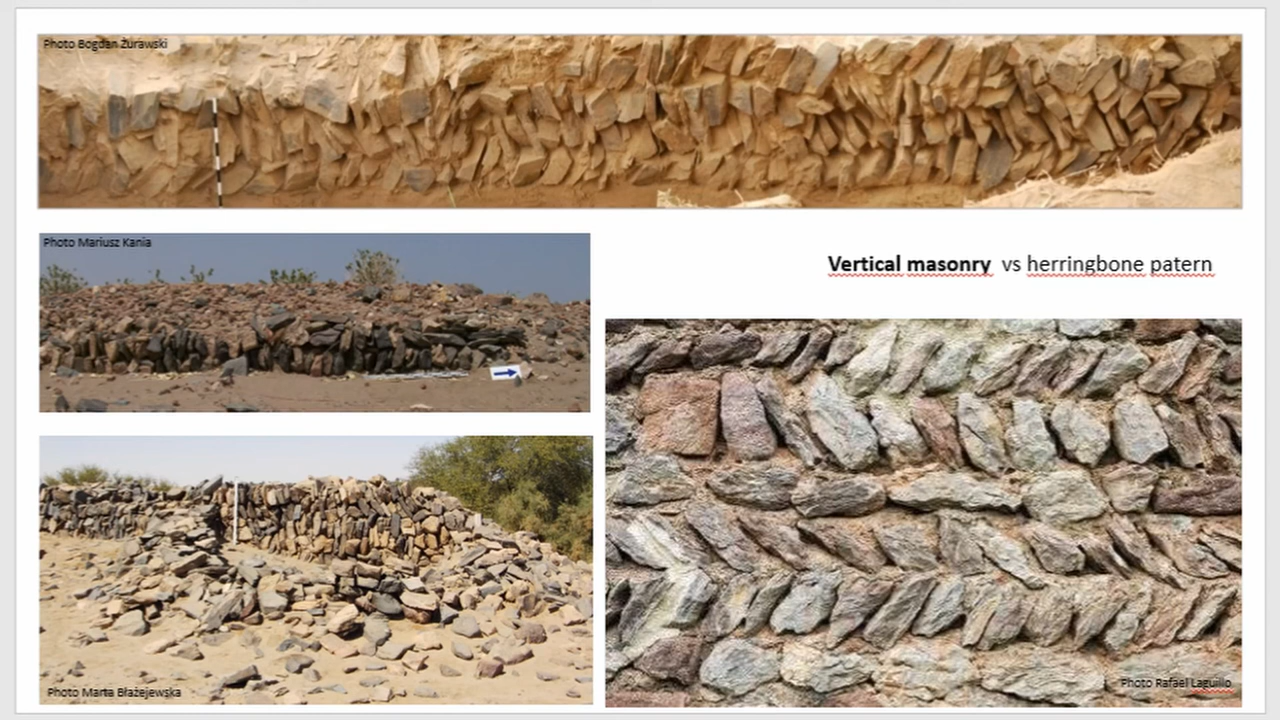 Photo Bogdan Żurawski
Photo Mariusz Kania
Vertical masonry vs herringbone patern
Photo Marta Błażejewska
Photo Rafael Laguillo